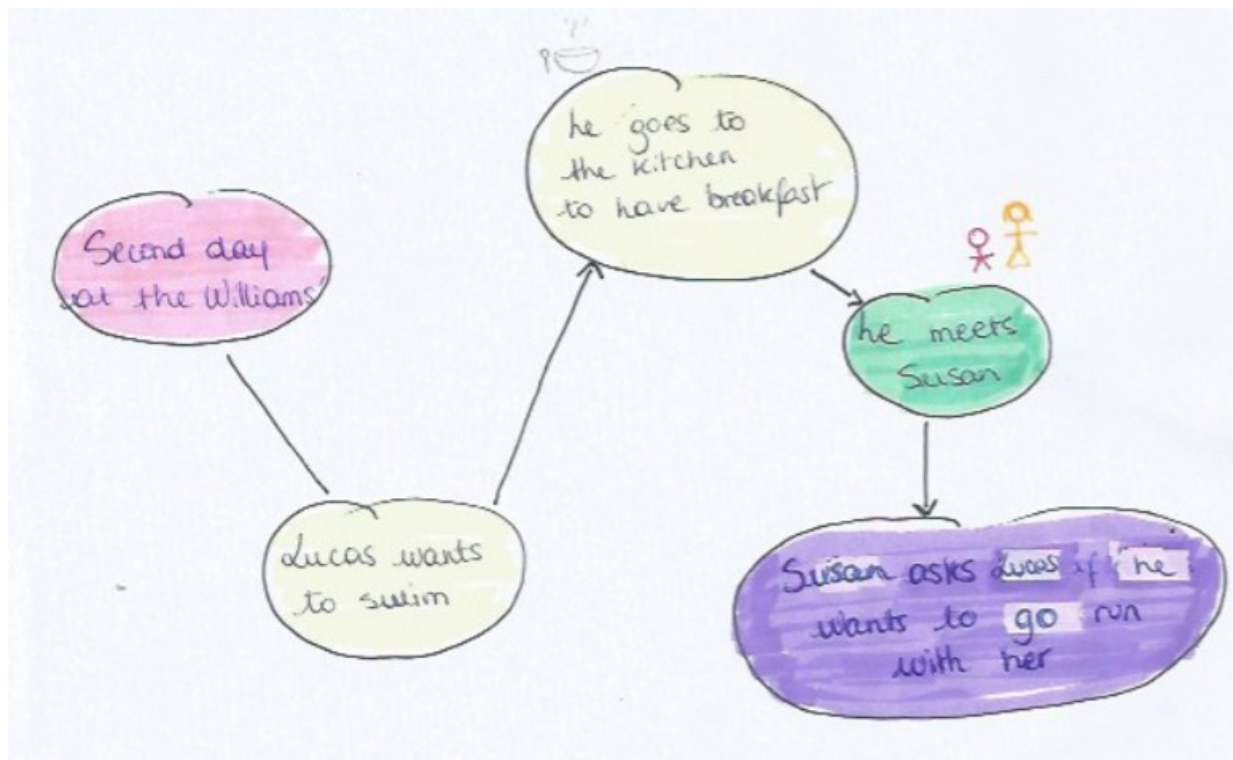 Second day
at the Williams'
Lucas wants
to swim
he goes to
the kitchen
to have breakfast
he meets
Susan
Susan asks Lucas if he
wants to go run
with her